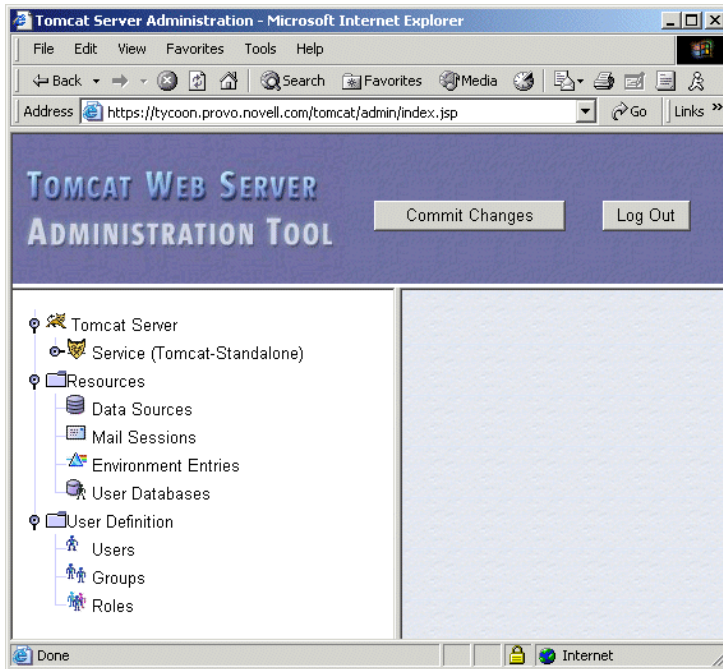 Tomcat Server Administration - Microsoft Internet Explorer
File Edit View Favorites Tools Help
Back Search Favorites Media
Address https://tycoon.provo.novell.com/tomcat/admin/index.jsp Go Links »
TOMCAT WEB SERVER
ADMINISTRATION TOOL
Commit Changes Log Out
Tomcat Server
Service (Tomcat-Standalone)
Resources
Data Sources
Mail Sessions
Environment Entries
User Databases
User Definition
Users
Groups
Roles
Done Internet